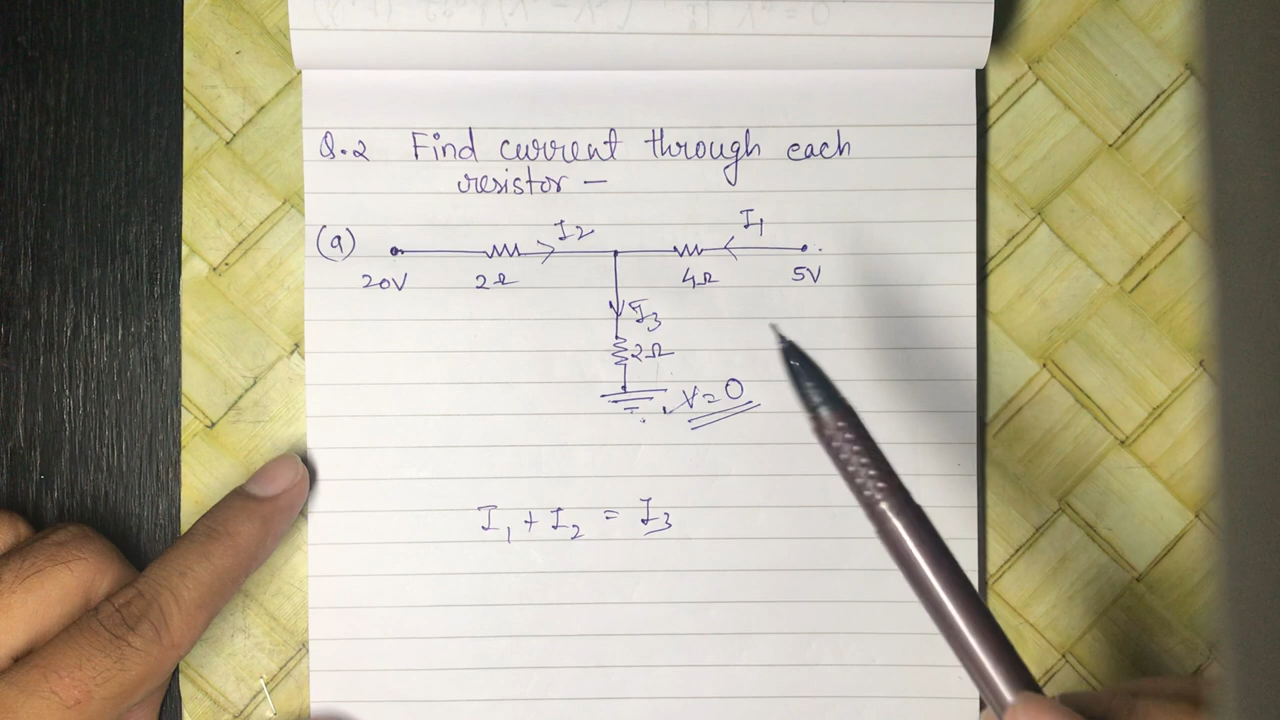 Q.2 Find current through each
resistor –
(a)
I2
I1
20V
2Ω
4Ω
5V
I3
2Ω
V=0
I1 + I2 = I3